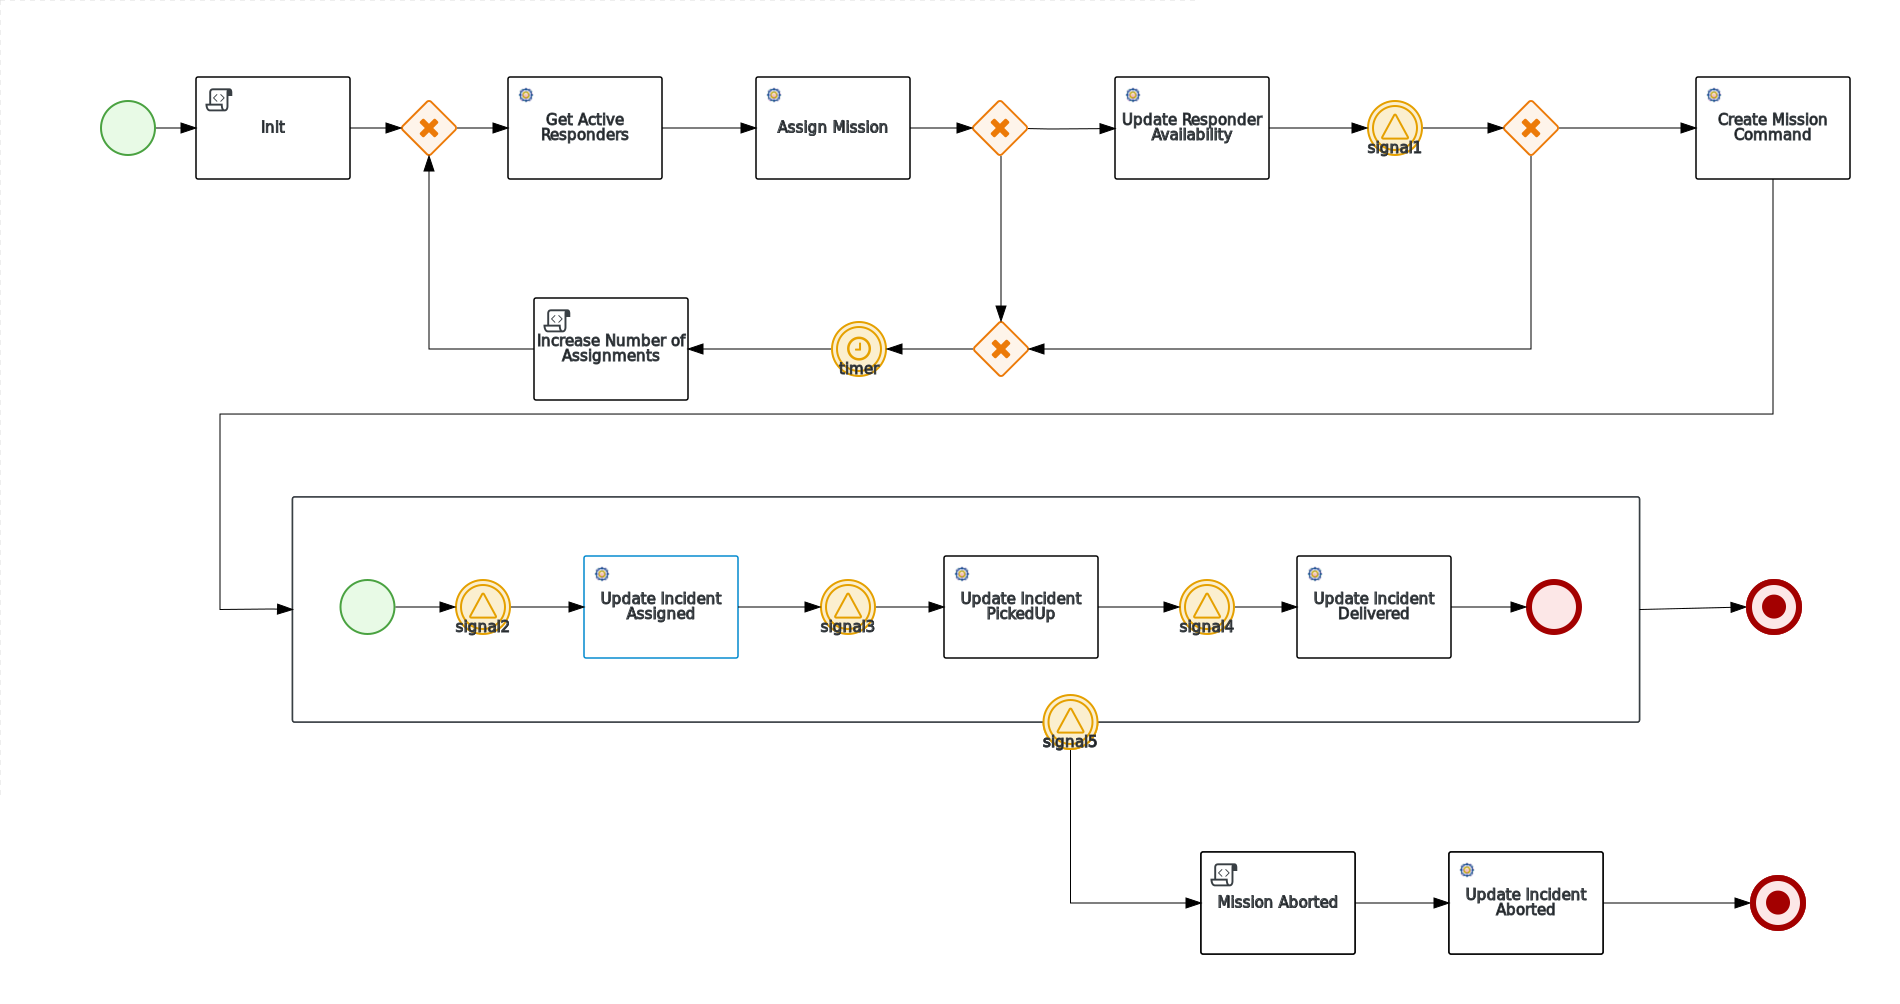 Init
Get Active
Responders
Assign Mission
Update Responder
Availability
signal1
Create Mission
Command
Increase Number of
Assignments
timer
signal2
Update Incident
Assigned
signal3
Update Incident
PickedUp
signal4
Update Incident
Delivered
signal5
Mission Aborted
Update Incident
Aborted